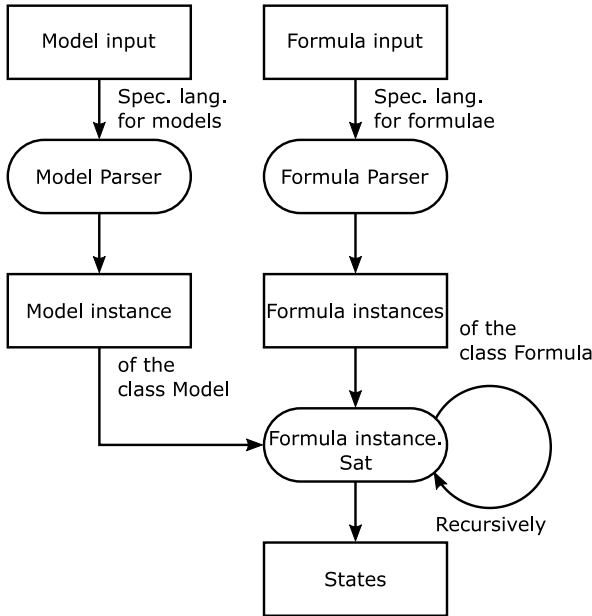 Model input
Formula input
Spec. lang.
for models
Spec. lang.
for formulae
Model Parser
Formula Parser
Model instance
Formula instances
of the
class Model
of the
class Formula
Formula instance.
Sat
Recursively
States